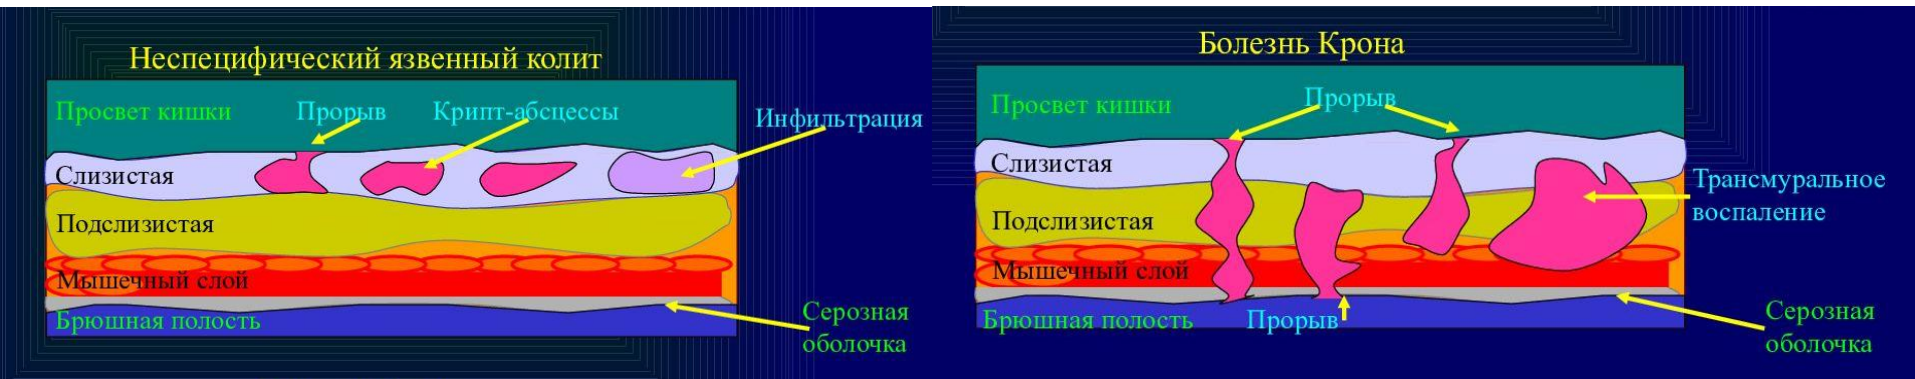 Неспецифический язвенный колит
Просвет кишки
Прорыв
Крипт-абсцессы
Инфильтрация
Слизистая
Подслизистая
Мышечный слой
Брюшная полость
Серозная
оболочка
Болезнь Крона
Просвет кишки
Прорыв
Слизистая
Трансмуральное
воспаление
Подслизистая
Мышечный слой
Брюшная полость
Прорыв
Серозная
оболочка